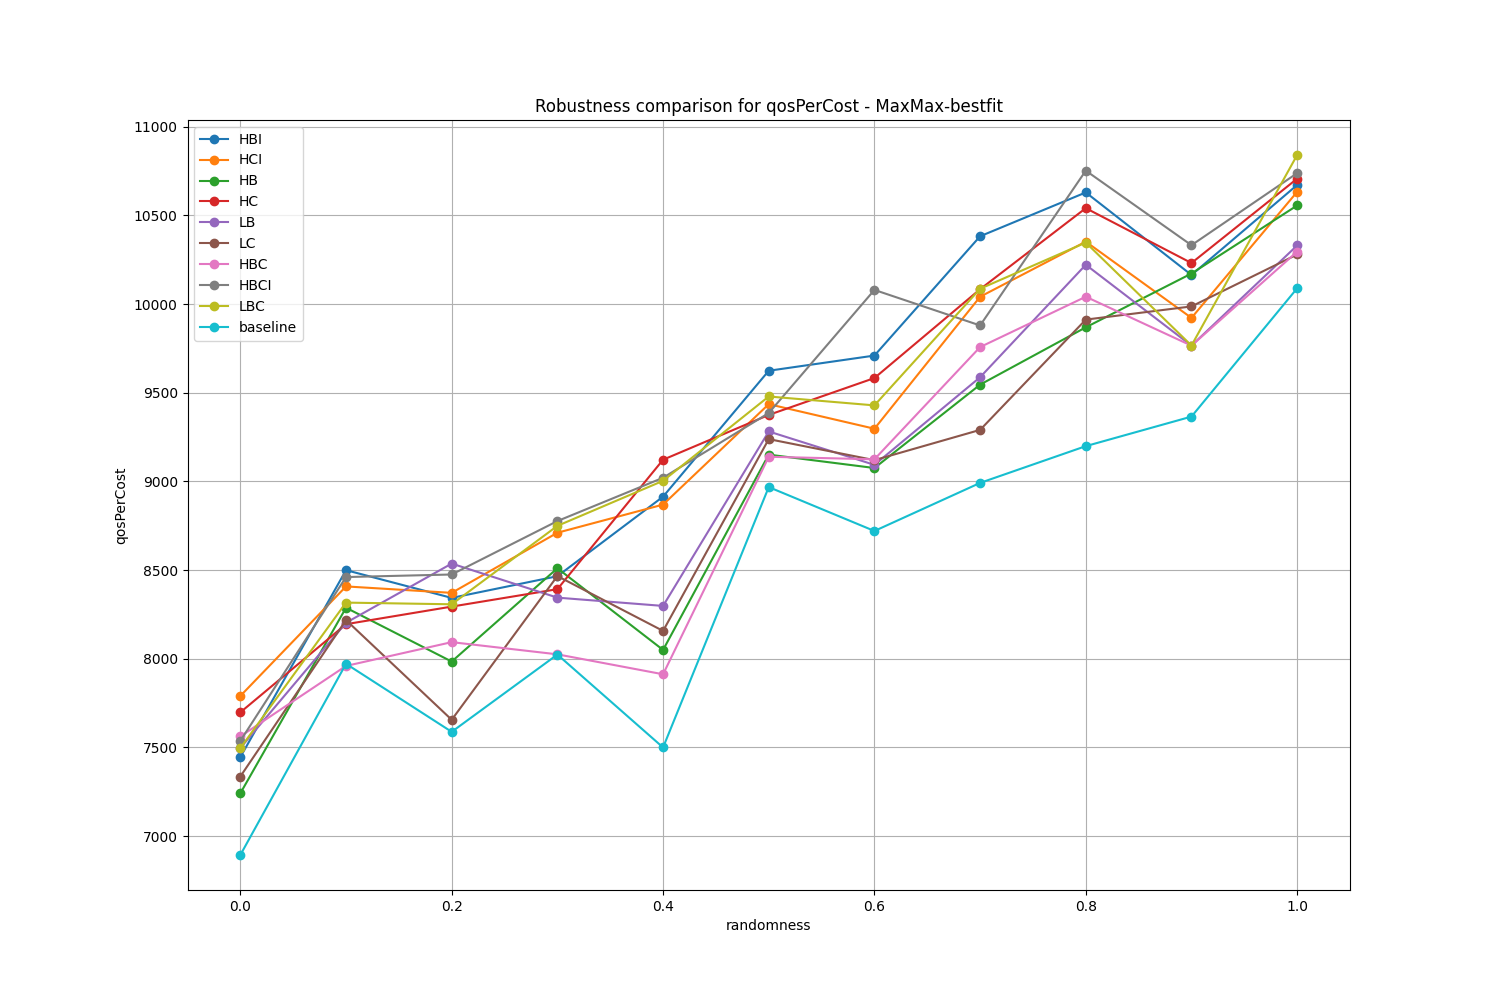 Robustness comparison for qosPerCost - MaxMax-bestfit
11000
10500
10000
9500
9000
8500
8000
7500
7000
qosPerCost
HBI
HCI
HB
HC
LB
LC
HBC
HBCI
LBC
baseline
0.0 0.2 0.4 0.6 0.8 1.0
randomness